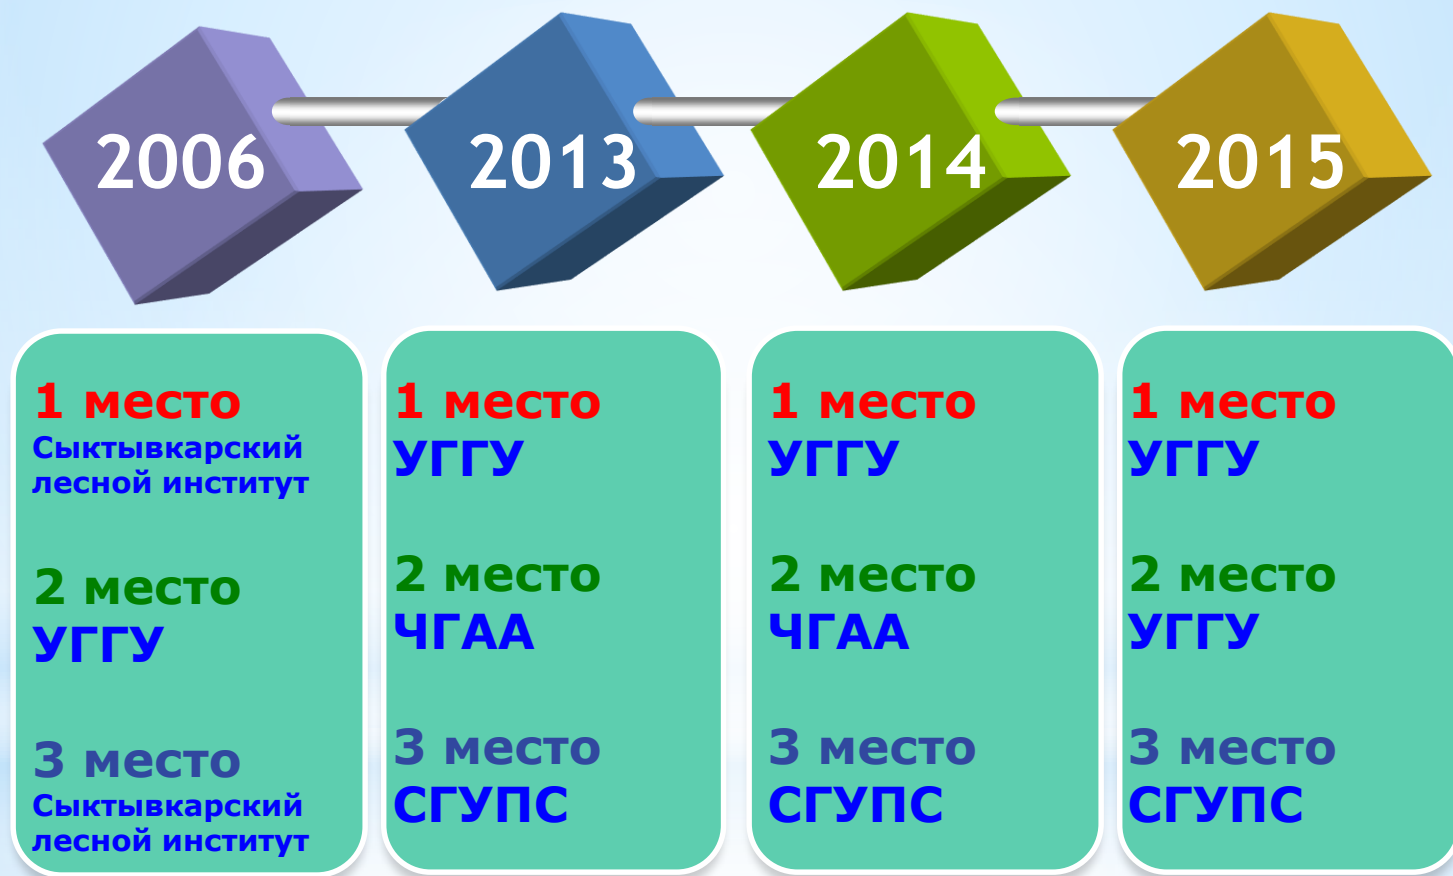 2006
2013
2014
2015
1 место
Сыктывкарский
лесной институт
2 место
УГГУ
3 место
Сыктывкарский
лесной институт
1 место
УГГУ
2 место
ЧГАА
3 место
СГУПС
1 место
УГГУ
2 место
ЧГАА
3 место
СГУПС
1 место
УГГУ
2 место
УГГУ
3 место
СГУПС